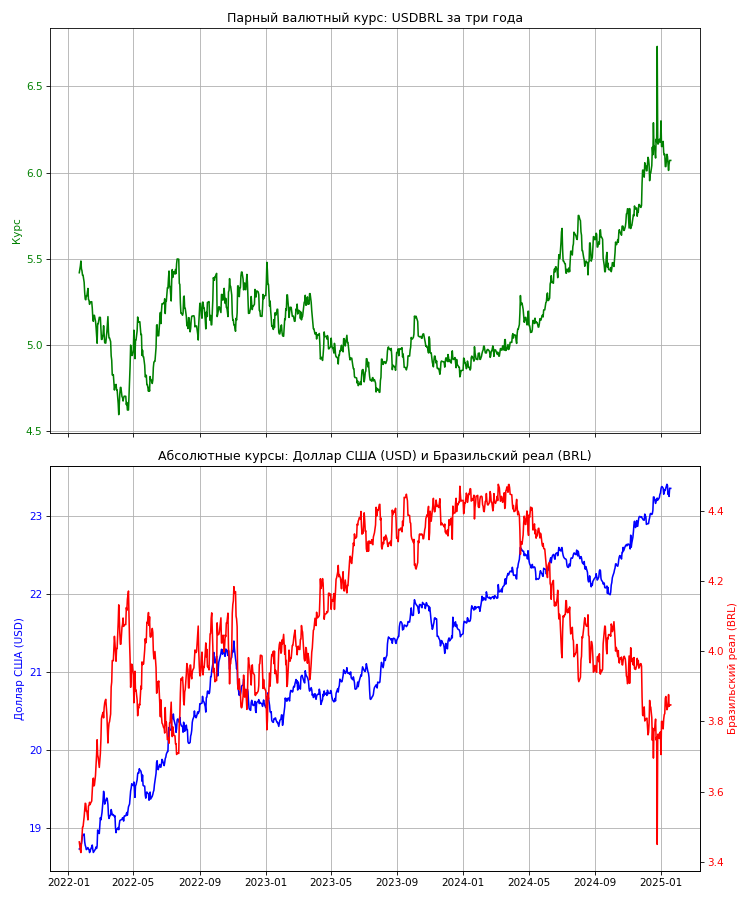 Парный валютный курс: USDBRL за три года
Курс
6.5
6.0
5.5
5.0
4.5
Абсолютные курсы: Доллар США (USD) и Бразильский реал (BRL)
Доллар США (USD)
23
22
21
20
19
4.4
4.2
4.0
3.8
3.6
3.4
Бразильский реал (BRL)
2022-01 2022-05 2022-09 2023-01 2023-05 2023-09 2024-01 2024-05 2024-09 2025-01